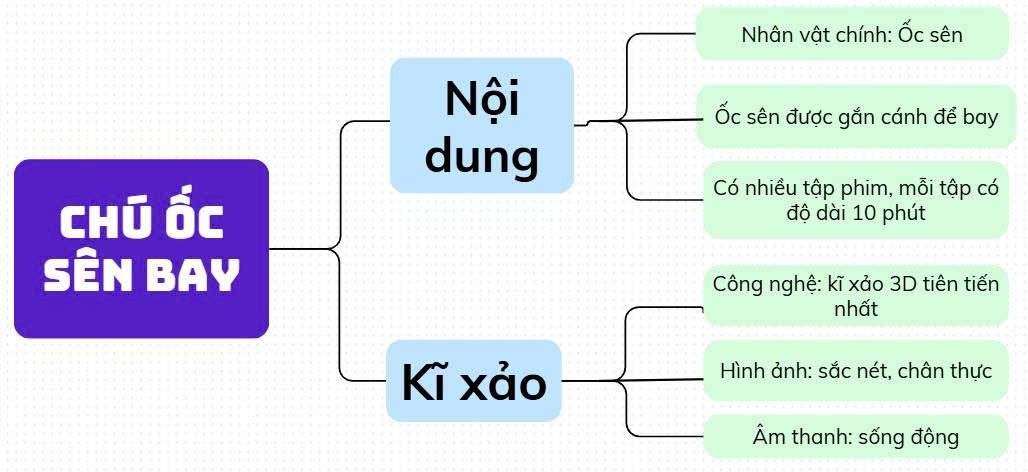 CHÚ ỐC
SÊN BAY
Nội
dung
Nhân vật chính: Ốc sên
Ốc sên được gắn cánh để bay
Có nhiều tập phim, mỗi tập có
độ dài 10 phút
Kĩ xảo
Công nghệ: kĩ xảo 3D tiên tiến
nhất
Hình ảnh: sắc nét, chân thực
Âm thanh: sống động